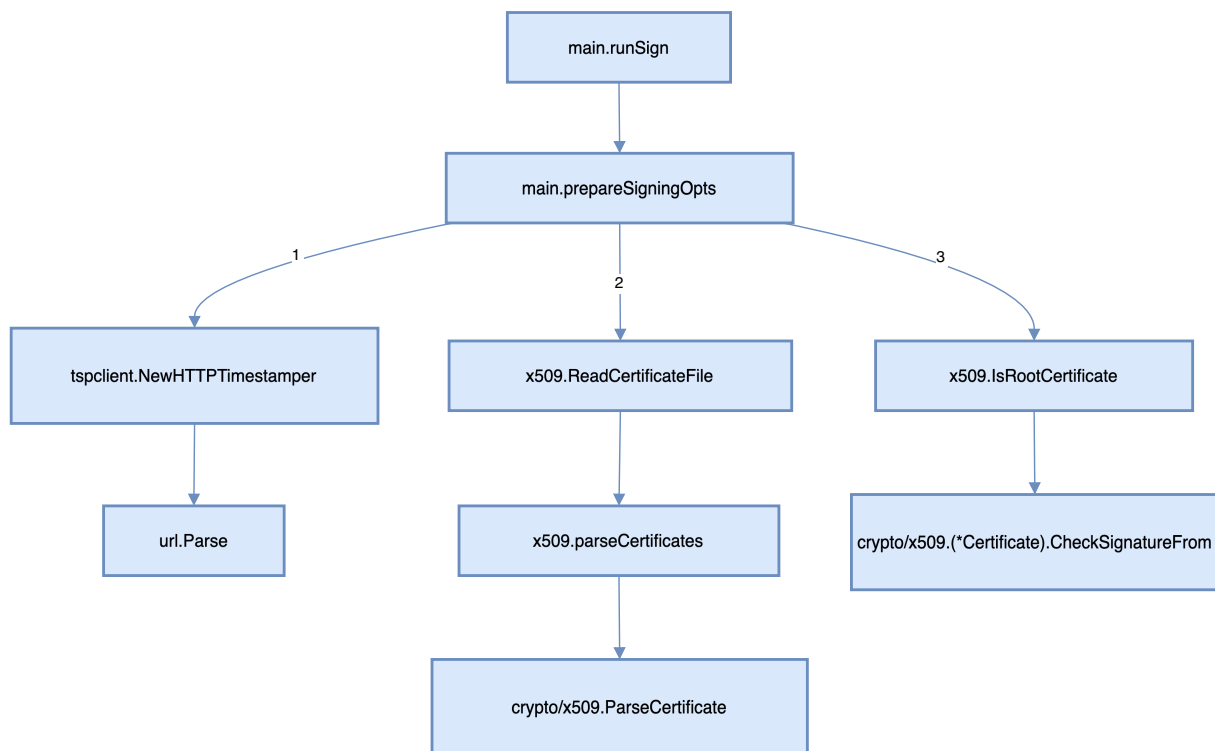 main.runSign
main.prepareSigningOpts
1
2
3
tspclient.NewHTTPTimestamper
x509.ReadCertificateFile
x509.IsRootCertificate
url.Parse
x509.parseCertificates
crypto/x509.(*Certificate).CheckSignatureFrom
crypto/x509.ParseCertificate